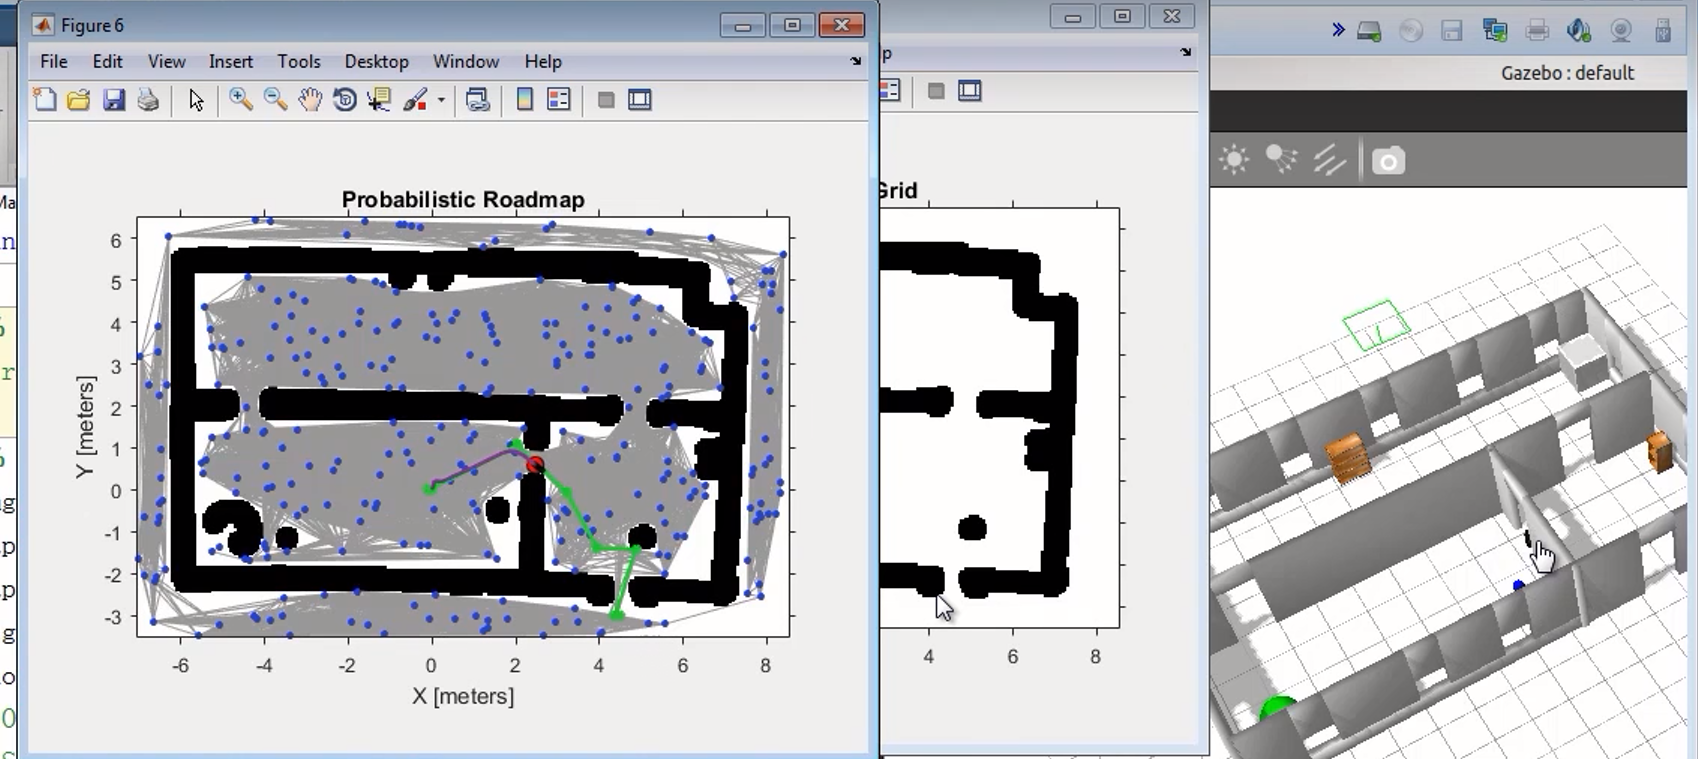 Figure 6
File Edit View Insert Tools Desktop Window Help
Probabilistic Roadmap
Y [meters]
6
5
4
3
2
1
0
-1
-2
-3
-6 -4 -2 0 2 4 6 8
X [meters]
Grid
4 6 8
Gazebo : default